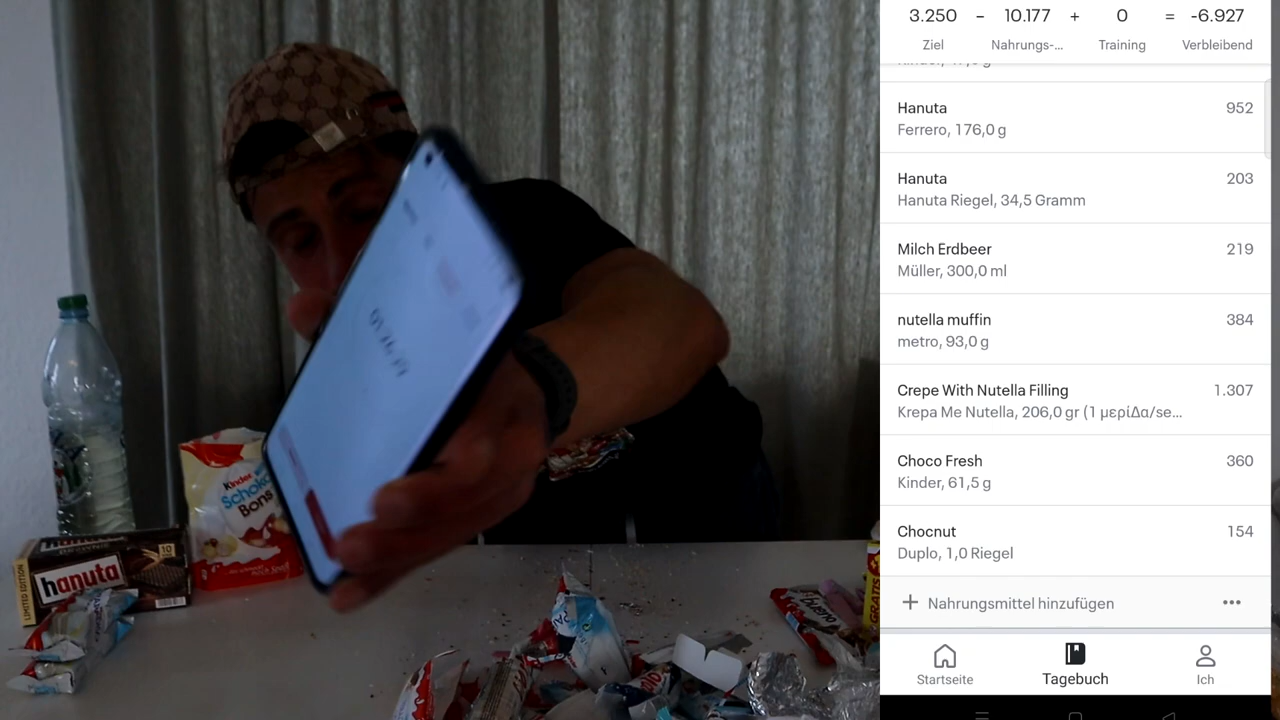 3.250 − 10.177 + 0 = -6.927
Ziel Nahrungs-... Training Verbleibend
Hanuta 952
Ferrero, 176,0 g
Hanuta 203
Hanuta Riegel, 34,5 Gramm
Milch Erdbeer 219
Müller, 300,0 ml
nutella muffin 384
metro, 93,0 g
Crepe With Nutella Filling 1.307
Krepa Me Nutella, 206,0 gr (1 μερίΔα/se...
Choco Fresh 360
Kinder, 61,5 g
Chocnut 154
Duplo, 1,0 Riegel
+ Nahrungsmittel hinzufügen •••
Startseite Tagebuch Ich
Kinder
Schoko
Bons
LIMITED EDITION
hanuta
10
GRATIS